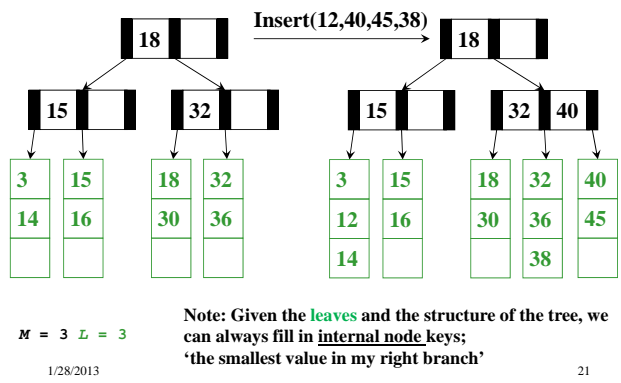 Insert(12,40,45,38)
18
18
15
32
15
32 40
3 15 18 32
14 16 30 36
3 15 18 32 40
12 16 30 36 45
14 38
M = 3 L = 3
Note: Given the leaves and the structure of the tree, we
can always fill in internal node keys;
‘the smallest value in my right branch’
1/28/2013
21